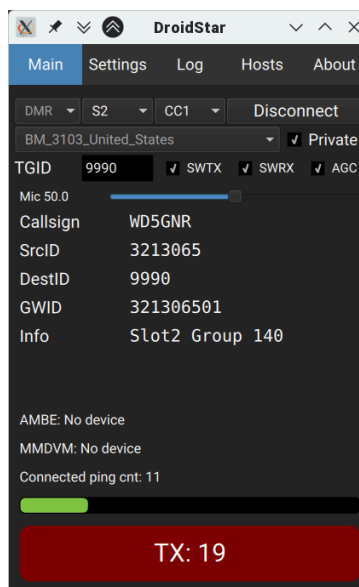 DroidStar
Main Settings Log Hosts About
DMR S2 CC1 Disconnect
BM_3103_United_States Private
TGID 9990 SWTX SWRX AGC
Mic 50.0
Callsign WD5GNR
SrcID 3213065
DestID 9990
GWID 321306501
Info Slot2 Group 140
AMBE: No device
MMDVM: No device
Connected ping cnt: 11
TX: 19